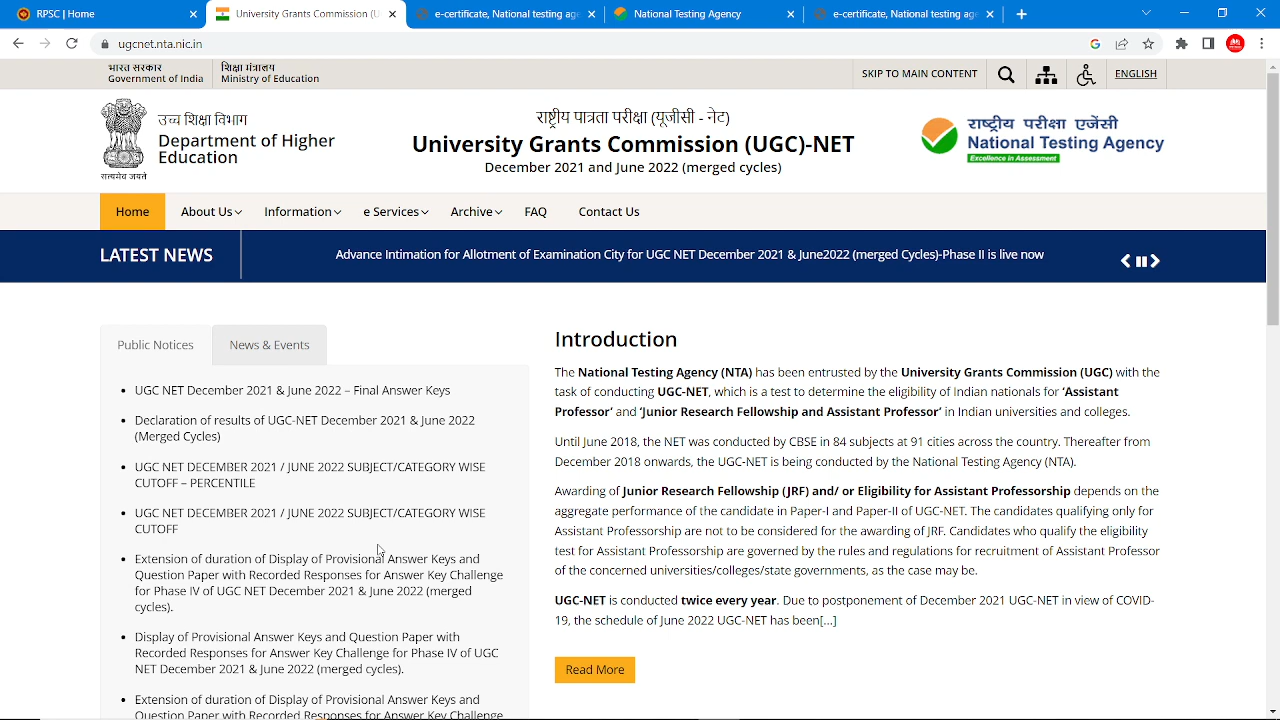 RPSC | Home
University Grants Commission (U
e-certificate, National testing age
National Testing Agency
e-certificate, National testing age
ugcnet.nta.nic.in
भारत सरकार
Government of India
शिक्षा मंत्रालय
Ministry of Education
SKIP TO MAIN CONTENT
ENGLISH
सत्यमेव जयते
उच्च शिक्षा विभाग
Department of Higher
Education
राष्ट्रीय पात्रता परीक्षा (यूजीसी - नेट)
University Grants Commission (UGC)-NET
December 2021 and June 2022 (merged cycles)
राष्ट्रीय परीक्षा एजेंसी
National Testing Agency
Excellence in Assessment
Home
About Us
Information
e Services
Archive
FAQ
Contact Us
LATEST NEWS
Advance Intimation for Allotment of Examination City for UGC NET December 2021 & June2022 (merged Cycles)-Phase II is live now
Public Notices
News & Events
UGC NET December 2021 & June 2022 – Final Answer Keys
Declaration of results of UGC-NET December 2021 & June 2022
(Merged Cycles)
UGC NET DECEMBER 2021 / JUNE 2022 SUBJECT/CATEGORY WISE
CUTOFF – PERCENTILE
UGC NET DECEMBER 2021 / JUNE 2022 SUBJECT/CATEGORY WISE
CUTOFF
Extension of duration of Display of Provisional Answer Keys and
Question Paper with Recorded Responses for Answer Key Challenge
for Phase IV of UGC NET December 2021 & June 2022 (merged
cycles).
Display of Provisional Answer Keys and Question Paper with
Recorded Responses for Answer Key Challenge for Phase IV of UGC
NET December 2021 & June 2022 (merged cycles).
Extension of duration of Display of Provisional Answer Keys and
Question Paper with Recorded Responses for Answer Key Challenge
Introduction
The National Testing Agency (NTA) has been entrusted by the University Grants Commission (UGC) with the
task of conducting UGC-NET, which is a test to determine the eligibility of Indian nationals for ‘Assistant
Professor’ and ‘Junior Research Fellowship and Assistant Professor’ in Indian universities and colleges.
Until June 2018, the NET was conducted by CBSE in 84 subjects at 91 cities across the country. Thereafter from
December 2018 onwards, the UGC-NET is being conducted by the National Testing Agency (NTA).
Awarding of Junior Research Fellowship (JRF) and/ or Eligibility for Assistant Professorship depends on the
aggregate performance of the candidate in Paper-I and Paper-II of UGC-NET. The candidates qualifying only for
Assistant Professorship are not to be considered for the awarding of JRF. Candidates who qualify the eligibility
test for Assistant Professorship are governed by the rules and regulations for recruitment of Assistant Professor
of the concerned universities/colleges/state governments, as the case may be.
UGC-NET is conducted twice every year. Due to postponement of December 2021 UGC-NET in view of COVID-
19, the schedule of June 2022 UGC-NET has been[...]
Read More